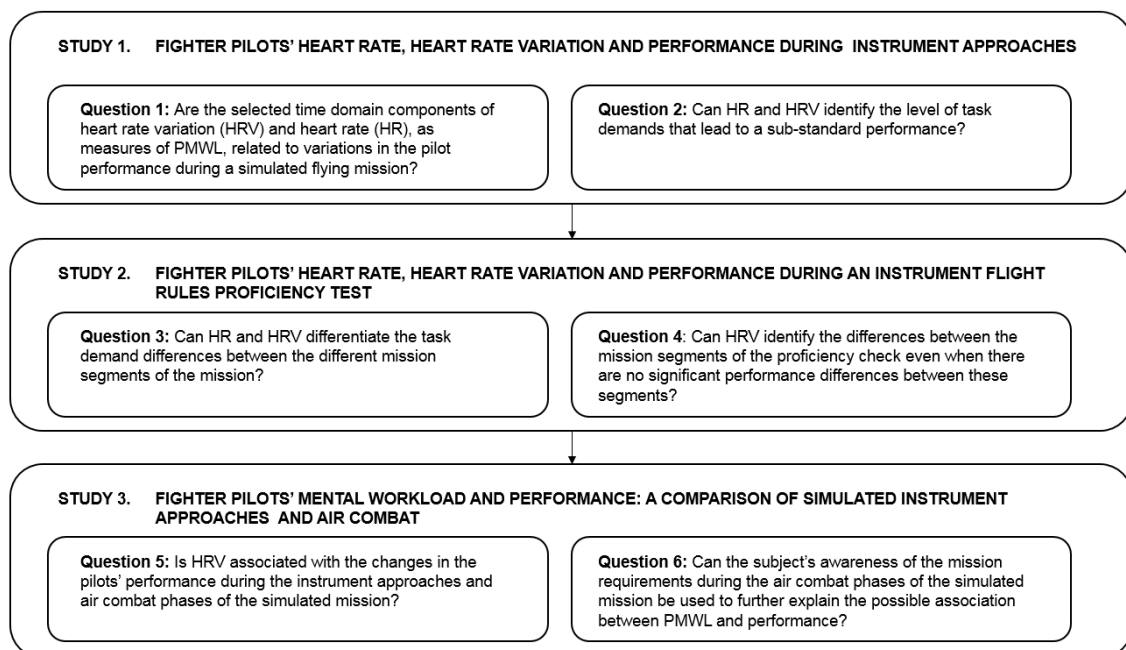 STUDY 1. FIGHTER PILOTS' HEART RATE, HEART RATE VARIATION AND PERFORMANCE DURING INSTRUMENT APPROACHES
Question 1: Are the selected time domain components of
heart rate variation (HRV) and heart rate (HR), as
measures of PMWL, related to variations in the pilot
performance during a simulated flying mission?
Question 2: Can HR and HRV identify the level of task
demands that lead to a sub-standard performance?
STUDY 2. FIGHTER PILOTS' HEART RATE, HEART RATE VARIATION AND PERFORMANCE DURING AN INSTRUMENT FLIGHT
RULES PROFICIENCY TEST
Question 3: Can HR and HRV differentiate the task
demand differences between the different mission
segments of the mission?
Question 4: Can HRV identify the differences between the
mission segments of the proficiency check even when there
are no significant performance differences between these
segments?
STUDY 3. FIGHTER PILOTS' MENTAL WORKLOAD AND PERFORMANCE: A COMPARISON OF SIMULATED INSTRUMENT
APPROACHES AND AIR COMBAT
Question 5: Is HRV associated with the changes in the
pilots' performance during the instrument approaches and
air combat phases of the simulated mission?
Question 6: Can the subject's awareness of the mission
requirements during the air combat phases of the simulated
mission be used to further explain the possible association
between PMWL and performance?